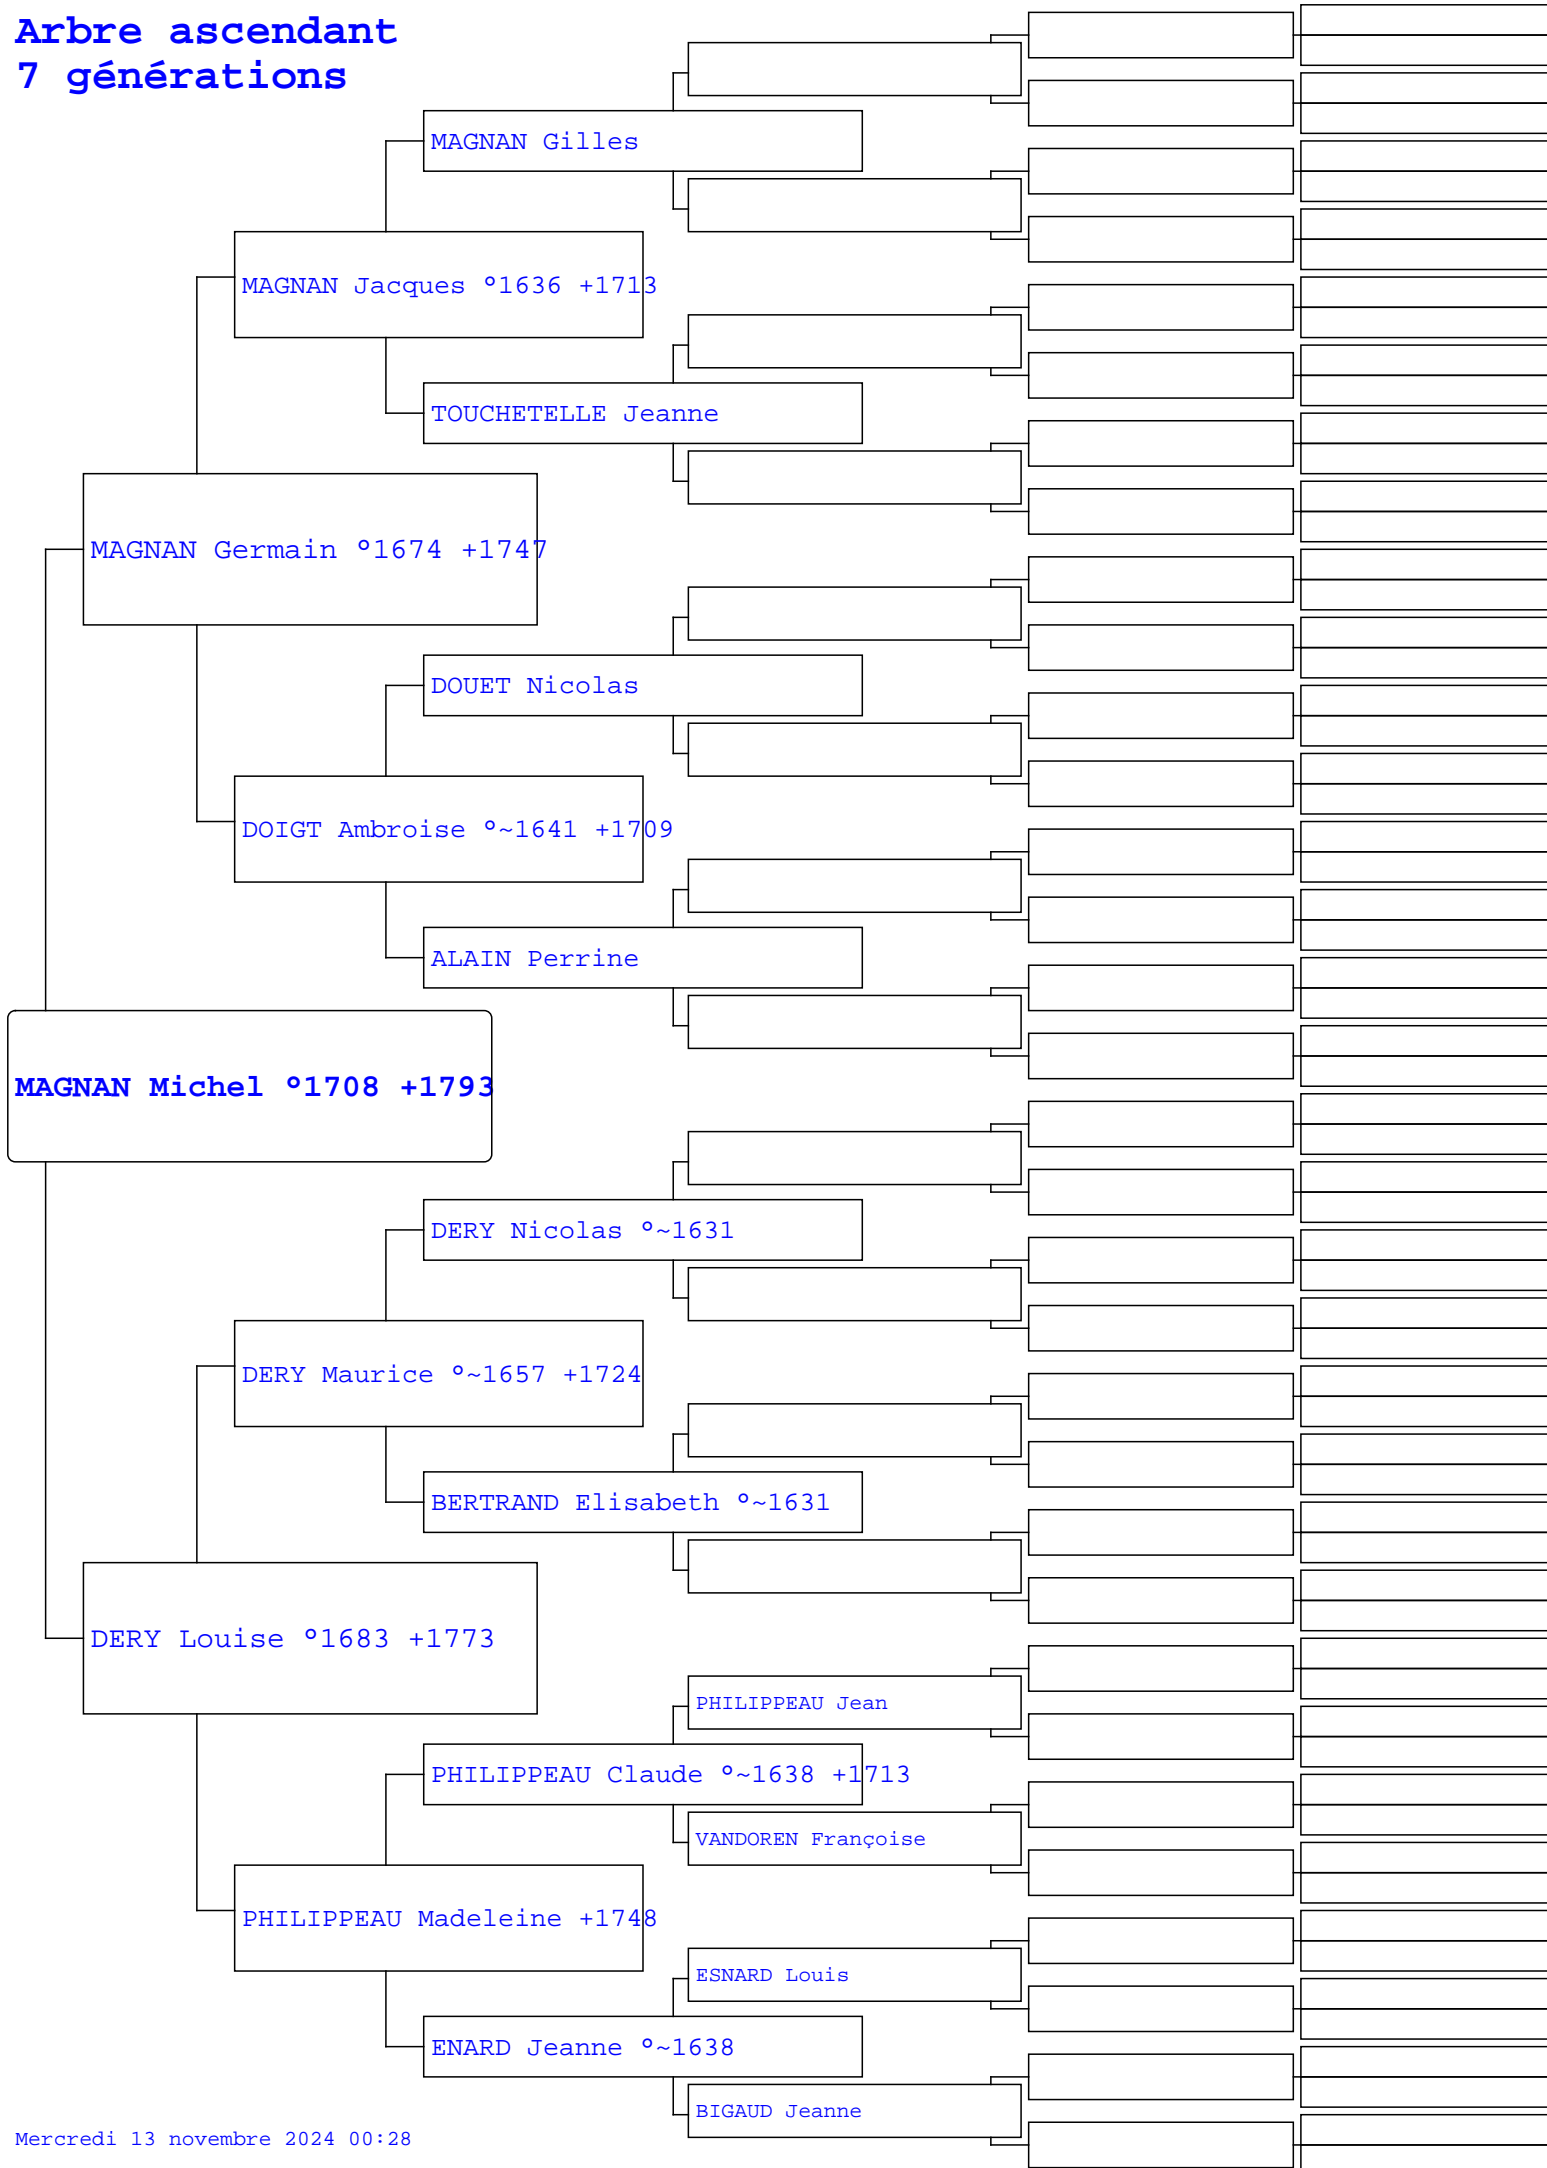 Arbre ascendant
7 générations
MAGNAN Gilles
MAGNAN Jacques °1636 +1713
TOUCHETELLE Jeanne
MAGNAN Germain °1674 +1747
DOUET Nicolas
DOIGT Ambroise °~1641 +1709
ALAIN Perrine
MAGNAN Michel °1708 +1793
DERY Nicolas °~1631
DERY Maurice °~1657 +1724
BERTRAND Elisabeth °~1631
DERY Louise °1683 +1773
PHILIPPEAU Jean
PHILIPPEAU Claude °~1638 +1713
VANDOREN Françoise
PHILIPPEAU Madeleine +1748
ESNARD Louis
ENARD Jeanne °~1638
BIGAUD Jeanne
Mercredi 13 novembre 2024 00:28